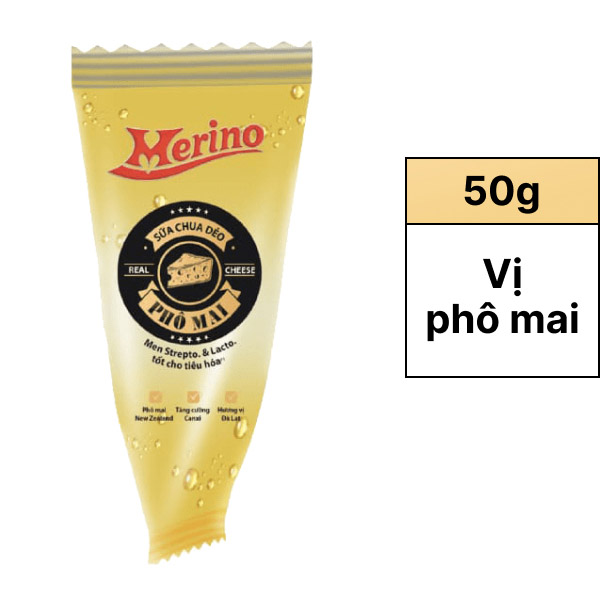 Merino
SỮA CHUA DẺO
REAL CHEESE
PHÔ MAI
Men Strepto. & Lacto.
tốt cho tiêu hóa
Phô mai Tăng cường Hương vị
New Zealand Canxi Đà Lạt
50g
Vị
phô mai